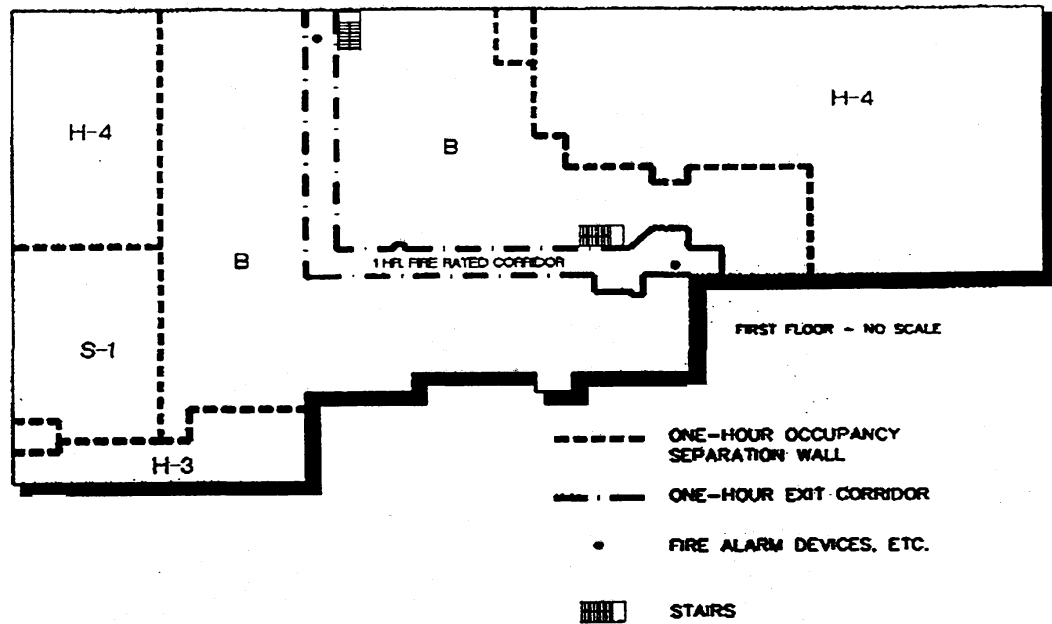 H-4
H-4
B
B
1 HR. FIRE RATED CORRIDOR
S-1
FIRST FLOOR - NO SCALE
ONE-HOUR OCCUPANCY
SEPARATION WALL
H-3
ONE-HOUR EXIT CORRIDOR
FIRE ALARM DEVICES, ETC.
STAIRS